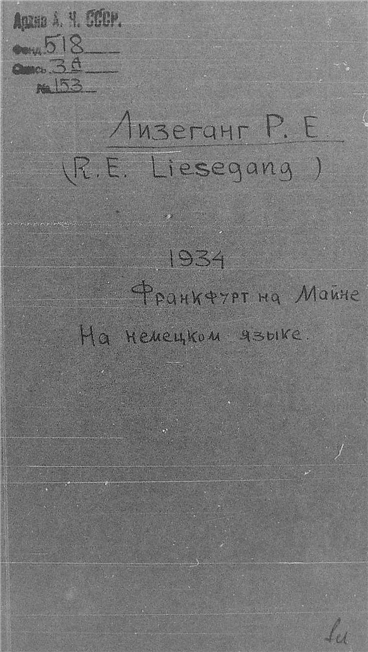 Архив А. Н. СССР.
Фонд 518
Опись 3А
№ 153
Лизеганг Р. Е
(R. E. Liesegang)
1934
Франкфурт на Майне
На немецком языке.